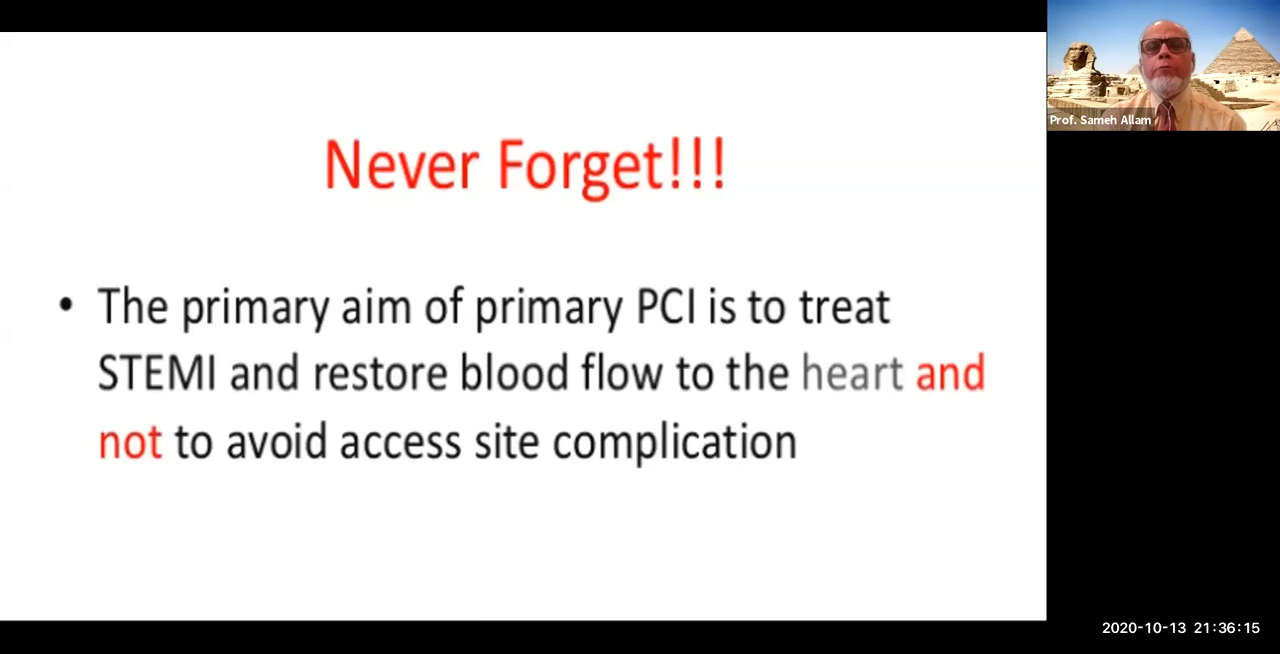 Never Forget!!!
• The primary aim of primary PCI is to treat
STEMI and restore blood flow to the heart and
not to avoid access site complication
Prof. Sameh Allam
2020-10-13 21:36:15